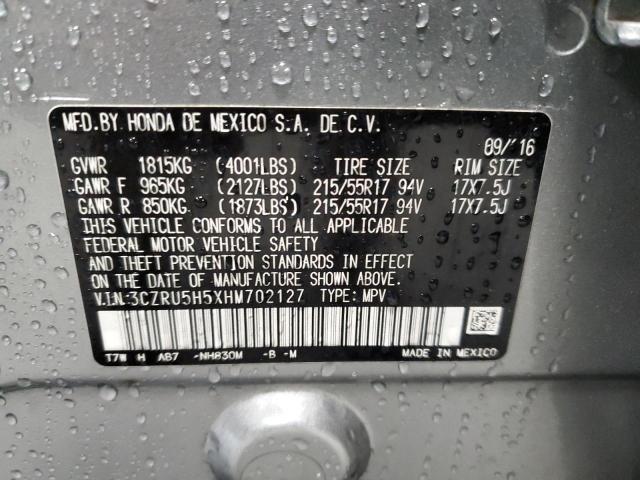 MFD.BY HONDA DE MEXICO S.A. DE.C.V.
09/'16
GVWR 1815KG (4001LBS) TIRE SIZE RIM SIZE
GAWR F 965KG (2127LBS) 215/55R17 94V 17X7.5J
GAWR R 850KG (1873LBS) 215/55R17 94V 17X7.5J
THIS VEHICLE CONFORMS TO ALL APPLICABLE
FEDERAL MOTOR VEHICLE SAFETY
AND THEFT PREVENTION STANDARDS IN EFFECT
ON THE DATE OF MANUFACTURE SHOWN ABOVE.
V.I.N:3CZRU5H5XHM702127 TYPE: MPV
T7W H AB7 -NH830M -B -M MADE IN MEXICO